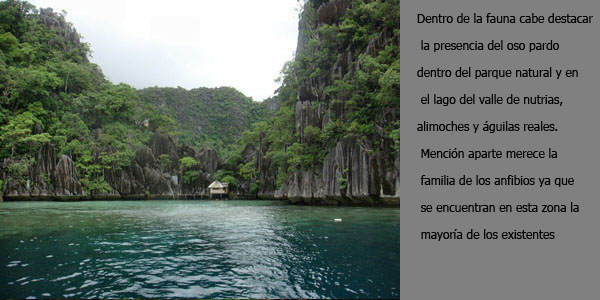 Dentro de la fauna cabe destacar
la presencia del oso pardo
dentro del parque natural y en
el lago del valle de nutrias,
alimoches y águilas reales.
Mención aparte merece la
familia de los anfibios ya que
se encuentran en esta zona la
mayoría de los existentes